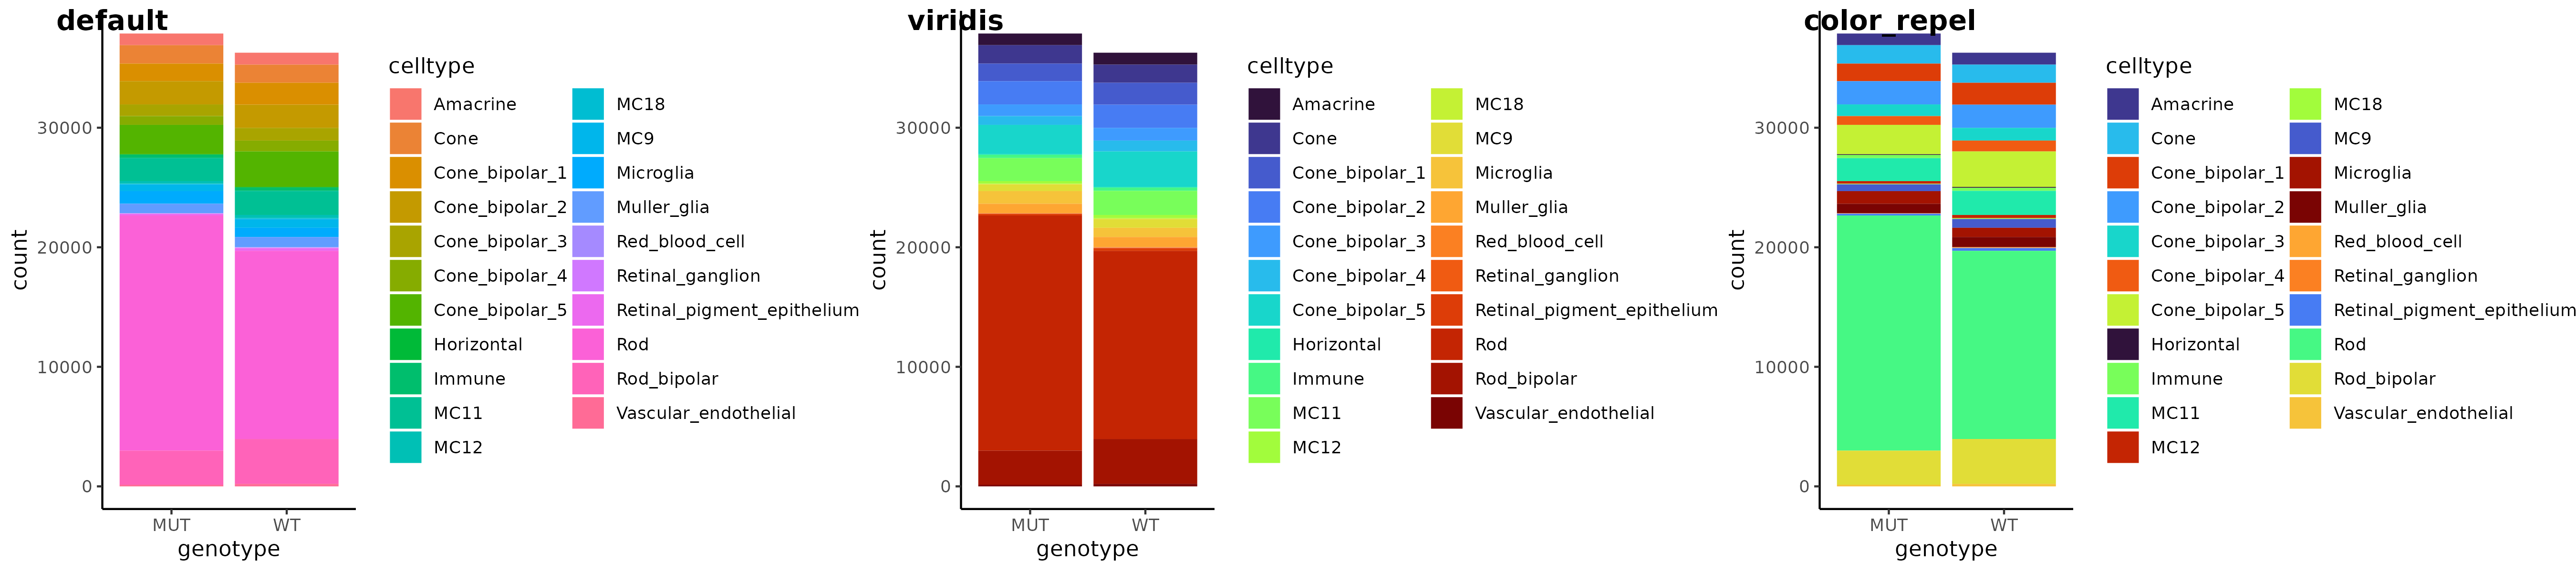 default
count
30000
20000
10000
0
MUT WT
genotype
celltype
Amacrine
Cone
Cone_bipolar_1
Cone_bipolar_2
Cone_bipolar_3
Cone_bipolar_4
Cone_bipolar_5
Horizontal
Immune
MC11
MC12
MC18
MC9
Microglia
Muller_glia
Red_blood_cell
Retinal_ganglion
Retinal_pigment_epithelium
Rod
Rod_bipolar
Vascular_endothelial
viridis
count
30000
20000
10000
0
MUT WT
genotype
celltype
Amacrine
Cone
Cone_bipolar_1
Cone_bipolar_2
Cone_bipolar_3
Cone_bipolar_4
Cone_bipolar_5
Horizontal
Immune
MC11
MC12
MC18
MC9
Microglia
Muller_glia
Red_blood_cell
Retinal_ganglion
Retinal_pigment_epithelium
Rod
Rod_bipolar
Vascular_endothelial
color_repel
count
30000
20000
10000
0
MUT WT
genotype
celltype
Amacrine
Cone
Cone_bipolar_1
Cone_bipolar_2
Cone_bipolar_3
Cone_bipolar_4
Cone_bipolar_5
Horizontal
Immune
MC11
MC12
MC18
MC9
Microglia
Muller_glia
Red_blood_cell
Retinal_ganglion
Retinal_pigment_epithelium
Rod
Rod_bipolar
Vascular_endothelial